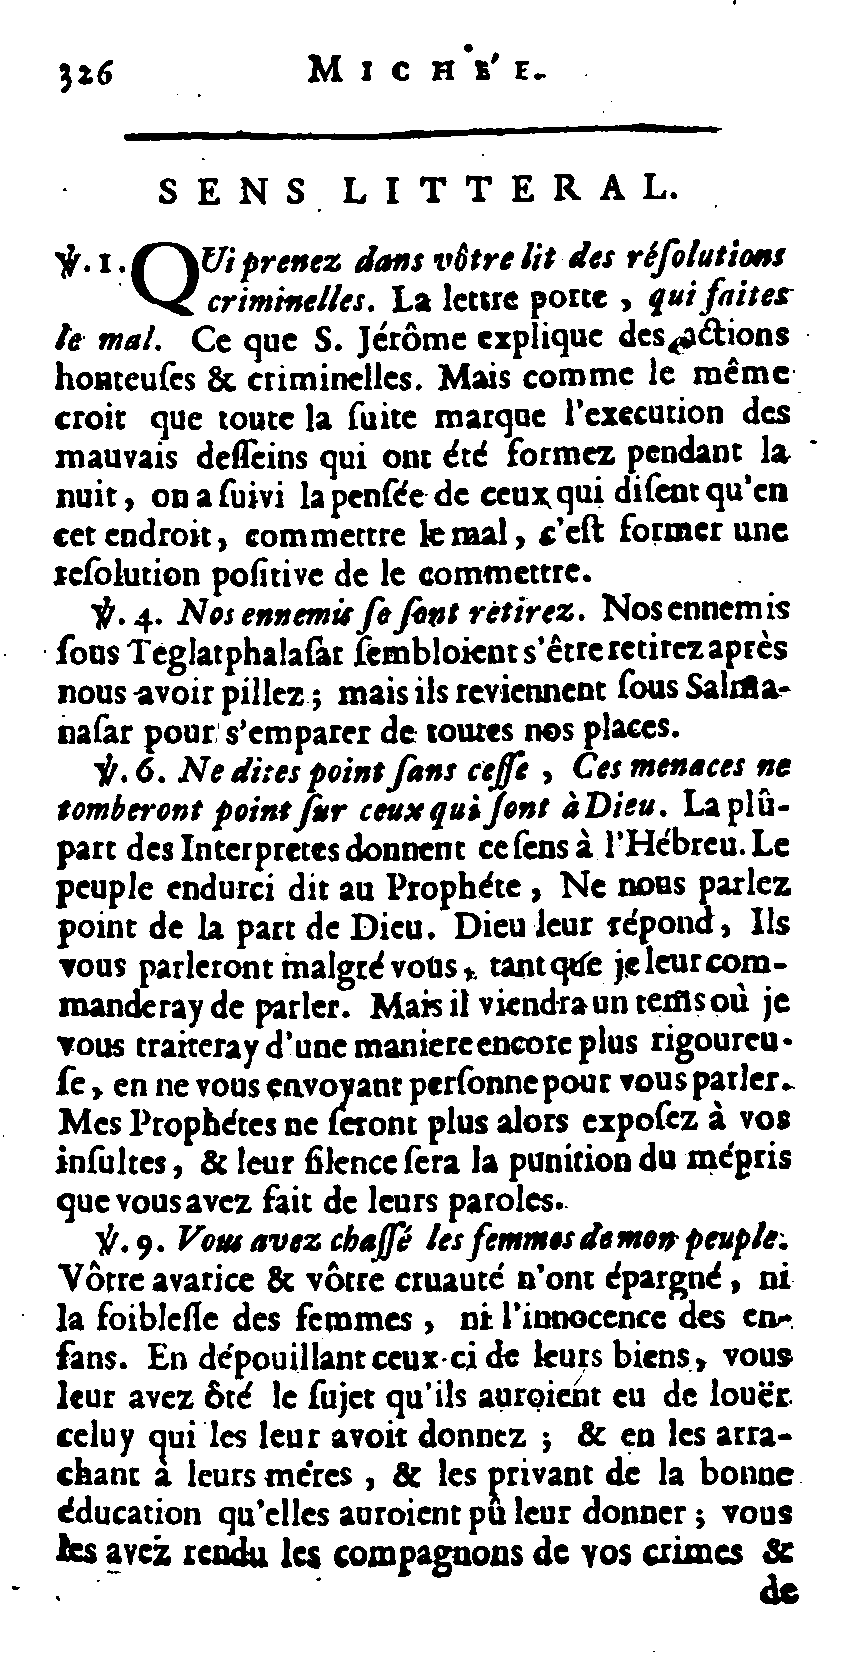 326 MICHÉE.
SENS LITTERAL.
℣. 1. QUi prenez dans vôtre lit des réſolutions
criminelles. La lettre porte, qui faites
le mal. Ce que S. Jérôme explique des actions
honteuſes & criminelles. Mais comme le même
croit que toute la ſuite marque l'execution des
mauvais deſſeins qui ont été formez pendant la
nuit, on a ſuivi la penſée de ceux qui diſent qu'en
cet endroit, commettre le mal, c'eſt former une
reſolution poſitive de le commettre.
℣. 4. Nos ennemis ſe ſont retirez. Nos ennemis
ſous Teglatphalaſar ſembloient s'être retirez après
nous avoir pillez; mais ils reviennent ſous Salma-
naſar pour s'emparer de toutes nos places.
℣. 6. Ne dites point ſans ceſſe, Ces menaces ne
tomberont point ſur ceux qui ſont à Dieu. La plû-
part des Interpretes donnent ce ſens à l'Hébreu. Le
peuple endurci dit au Prophéte, Ne nous parlez
point de la part de Dieu. Dieu leur répond, Ils
vous parleront malgré vous, tant que je leur com-
manderay de parler. Mais il viendra un tems où je
vous traiteray d'une maniere encore plus rigoureu-
ſe, en ne vous envoyant perſonne pour vous parler.
Mes Prophétes ne ſeront plus alors expoſez à vos
inſultes, & leur ſilence ſera la punition du mépris
que vous avez fait de leurs paroles.
℣. 9. Vous avez chaſſé les femmes de mon peuple.
Vôtre avarice & vôtre cruauté n'ont épargné, ni
la foibleſſe des femmes, ni l'innocence des en-
fans. En dépouillant ceux-ci de leurs biens, vous
leur avez ôté le ſujet qu'ils auroient eu de louër
celuy qui les leur avoit donnez; & en les arra-
chant à leurs méres, & les privant de la bonne
éducation qu'elles auroient pû leur donner; vous
les avez rendu les compagnons de vos crimes &
de